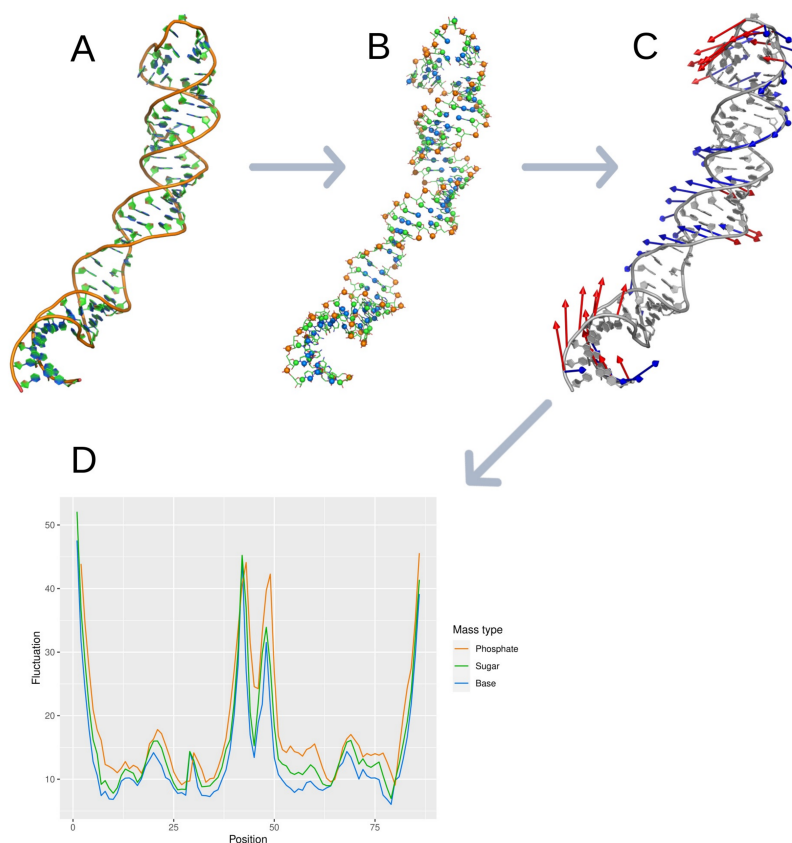 A
B
C
D
50
40
30
20
10
Fluctuation
0
25
50
75
Position
Mass type
Phosphate
Sugar
Base